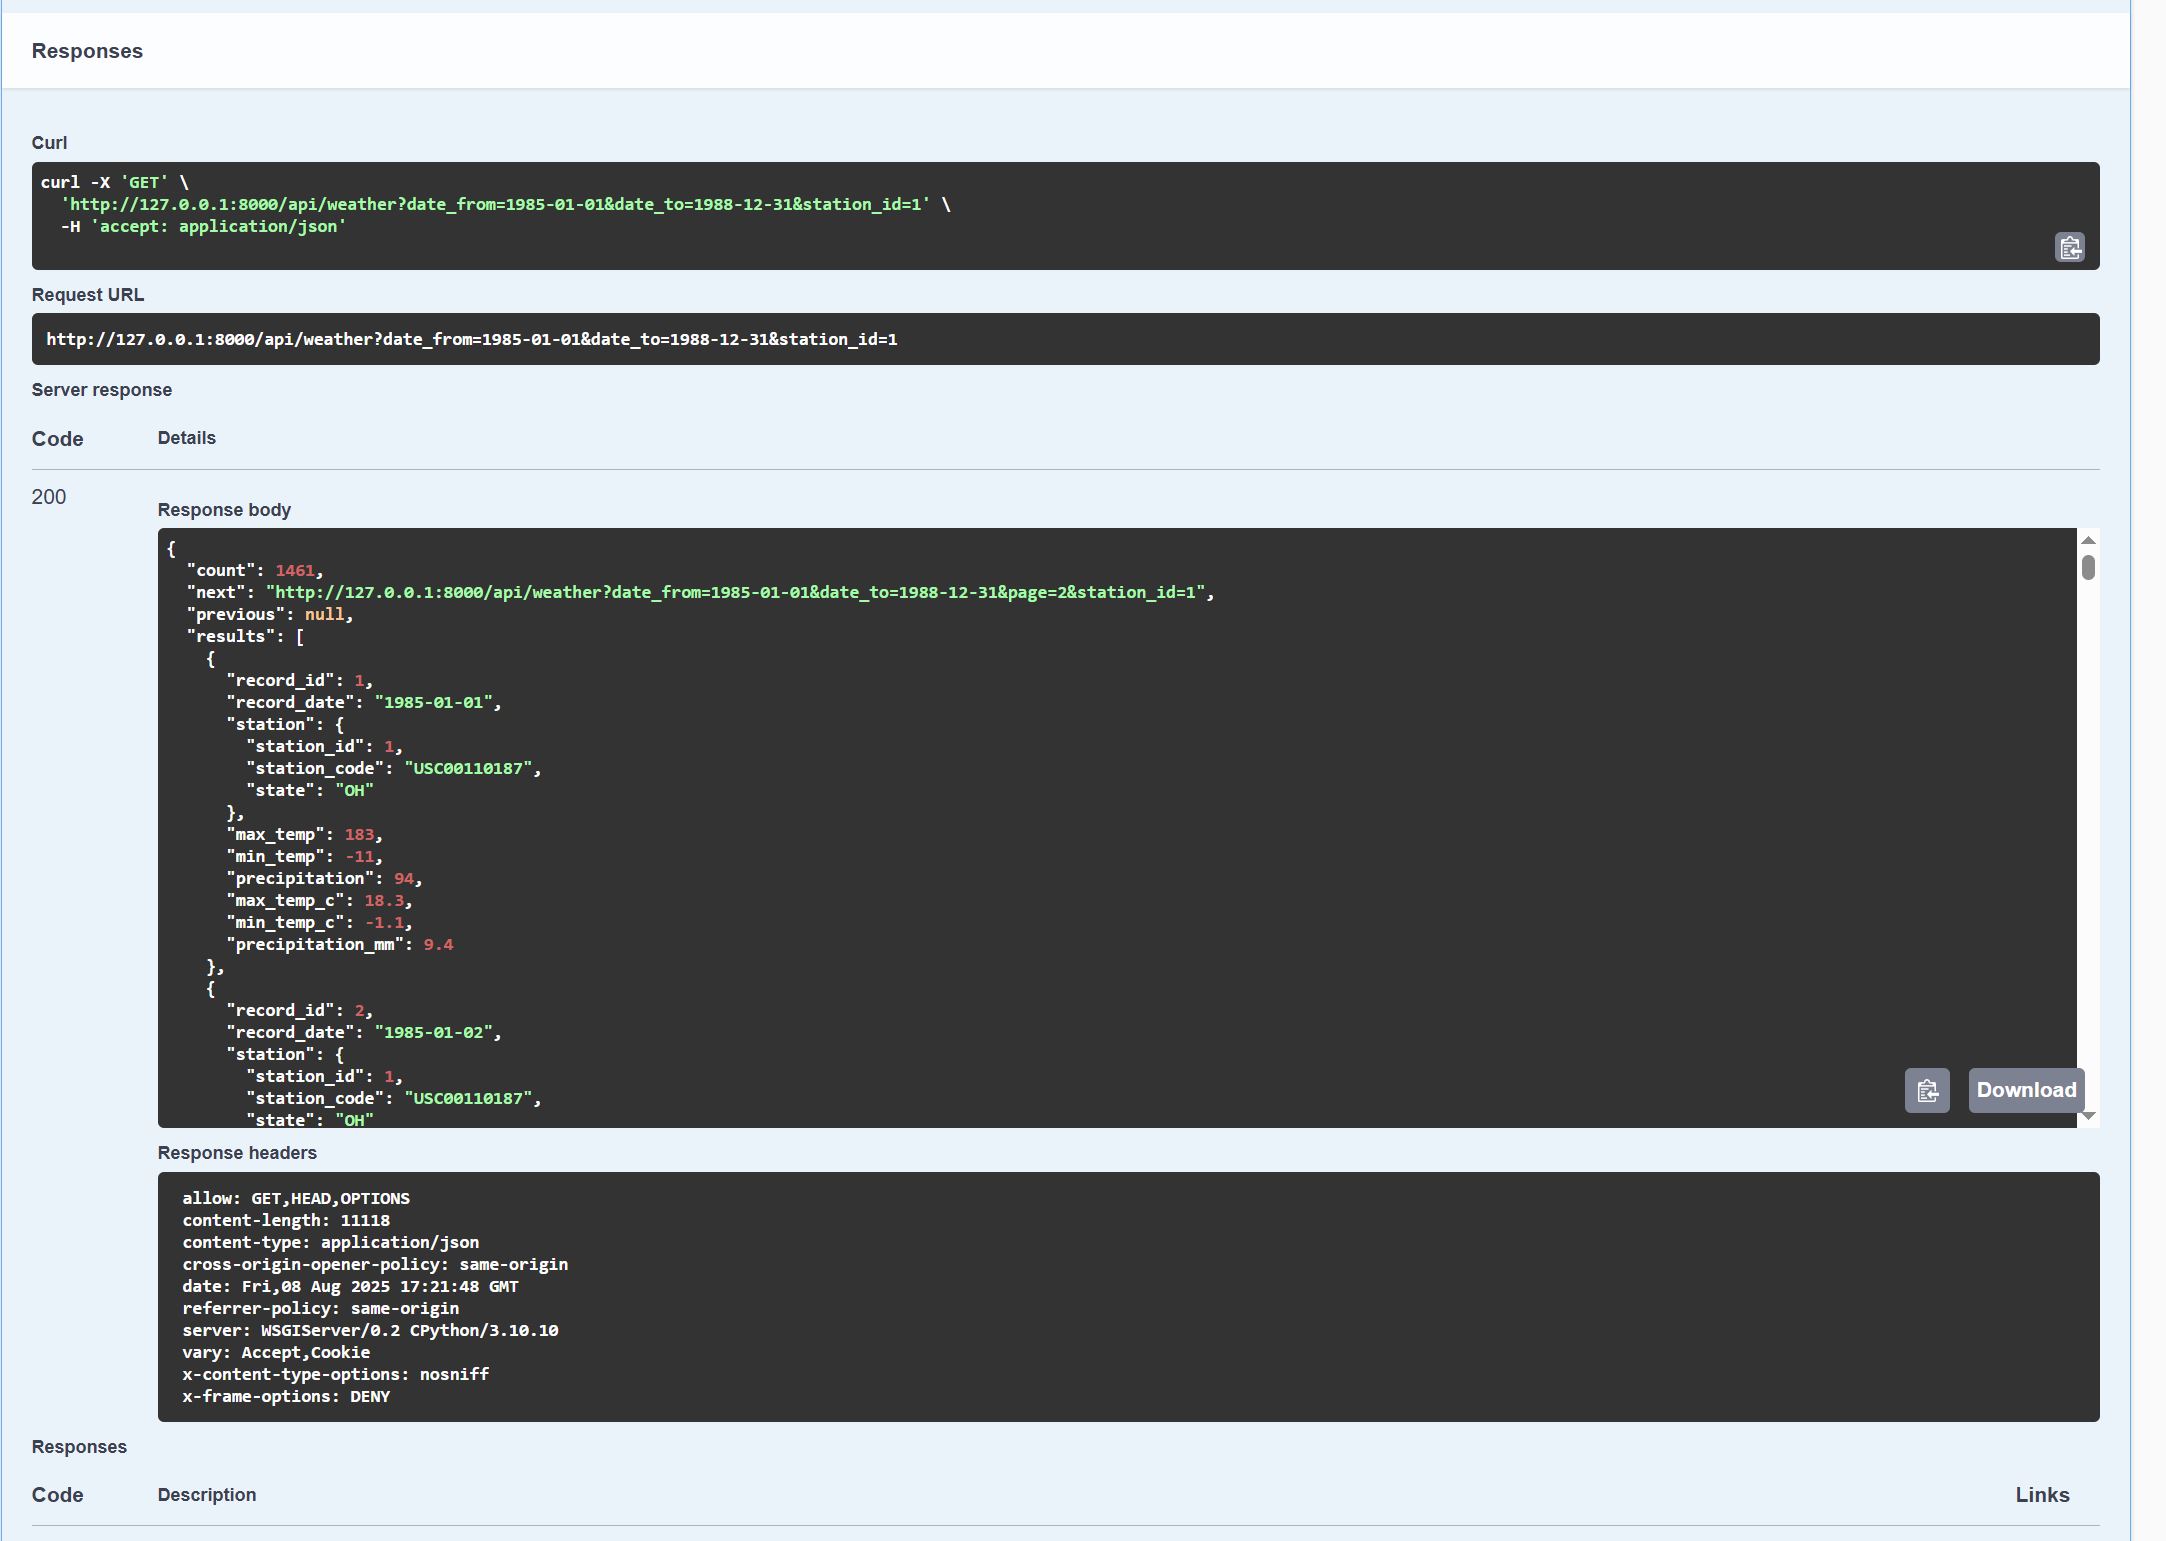 Responses
Curl
curl -X 'GET' \
  'http://127.0.0.1:8000/api/weather?date_from=1985-01-01&date_to=1988-12-31&station_id=1' \
  -H 'accept: application/json'
Request URL
http://127.0.0.1:8000/api/weather?date_from=1985-01-01&date_to=1988-12-31&station_id=1
Server response
Code Details
200
Response body
{
  "count": 1461,
  "next": "http://127.0.0.1:8000/api/weather?date_from=1985-01-01&date_to=1988-12-31&page=2&station_id=1",
  "previous": null,
  "results": [
    {
      "record_id": 1,
      "record_date": "1985-01-01",
      "station": {
        "station_id": 1,
        "station_code": "USC00110187",
        "state": "OH"
      },
      "max_temp": 183,
      "min_temp": -11,
      "precipitation": 94,
      "max_temp_c": 18.3,
      "min_temp_c": -1.1,
      "precipitation_mm": 9.4
    },
    {
      "record_id": 2,
      "record_date": "1985-01-02",
      "station": {
        "station_id": 1,
        "station_code": "USC00110187",
        "state": "OH"
Download
Response headers
allow: GET,HEAD,OPTIONS
content-length: 11118
content-type: application/json
cross-origin-opener-policy: same-origin
date: Fri,08 Aug 2025 17:21:48 GMT
referrer-policy: same-origin
server: WSGIServer/0.2 CPython/3.10.10
vary: Accept,Cookie
x-content-type-options: nosniff
x-frame-options: DENY
Responses
Code Description Links